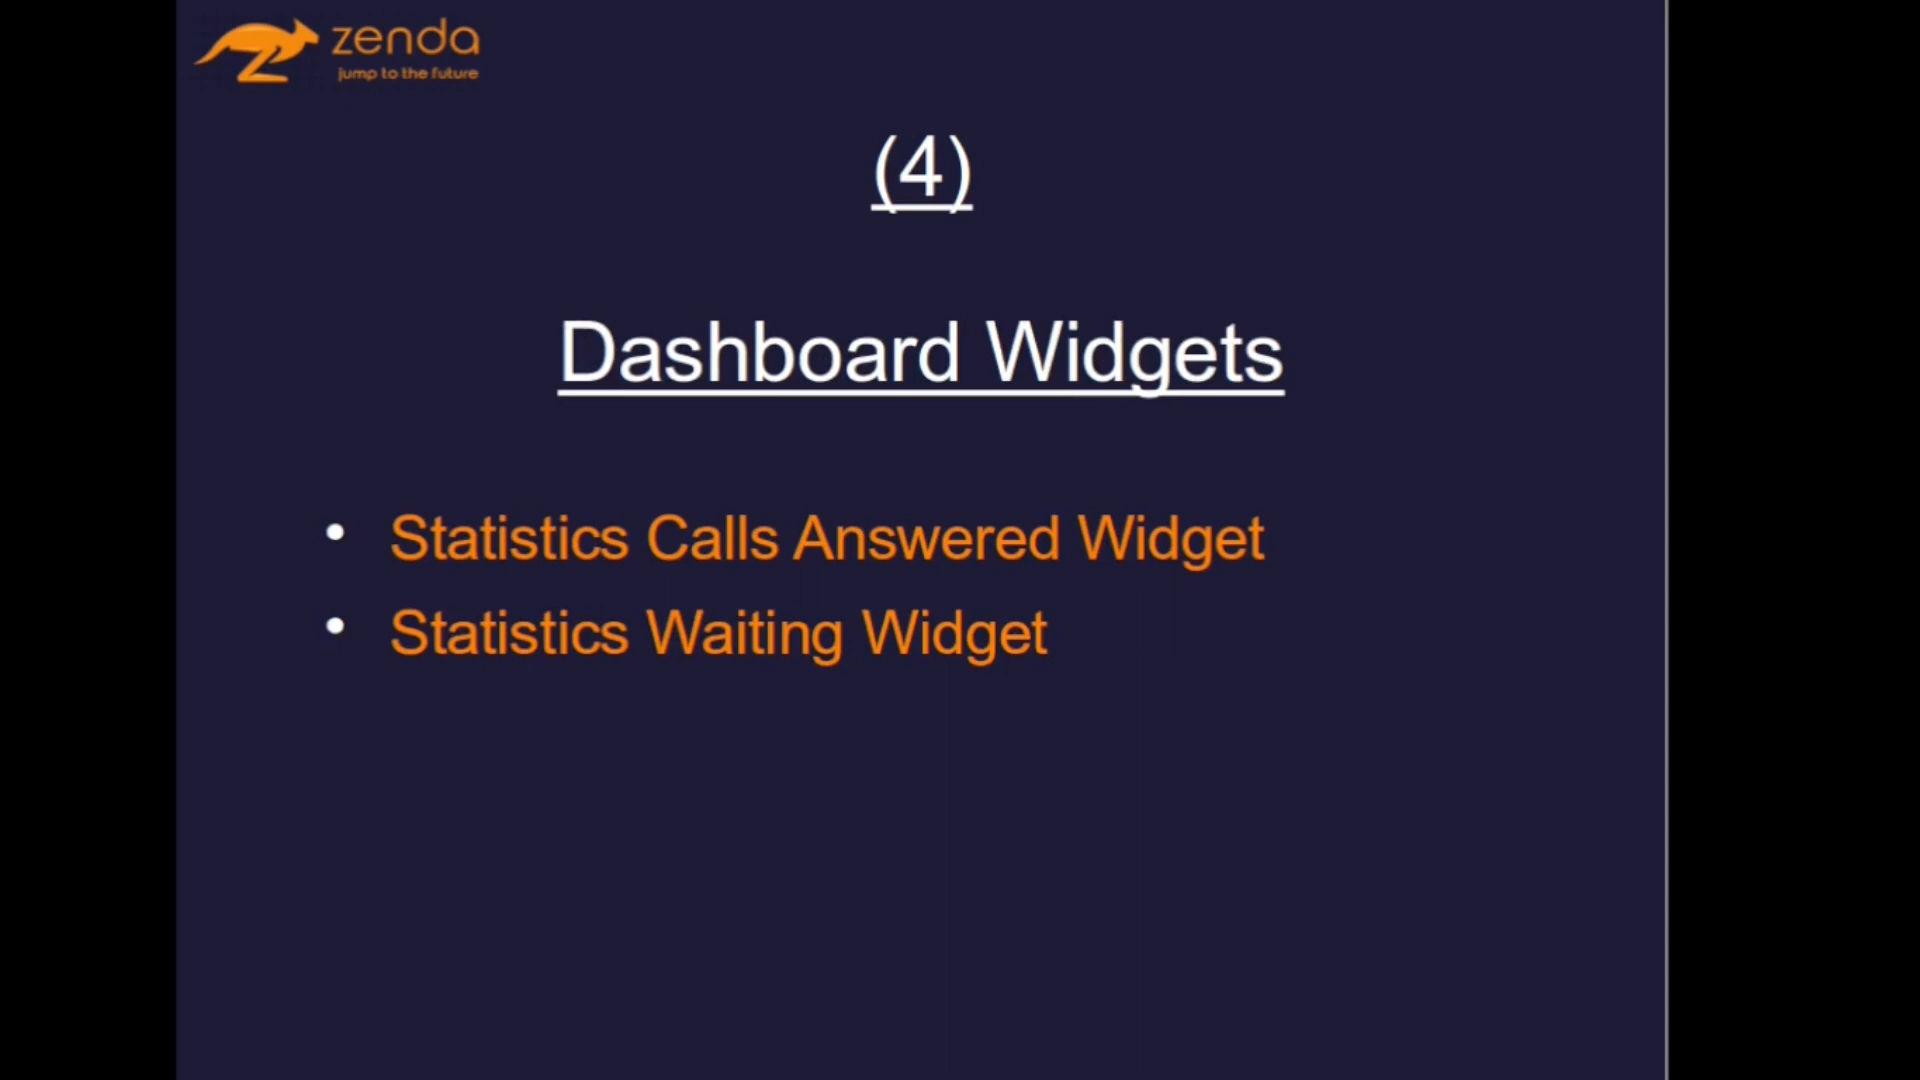 zenda
jump to the future
(4)
Dashboard Widgets
• Statistics Calls Answered Widget
• Statistics Waiting Widget